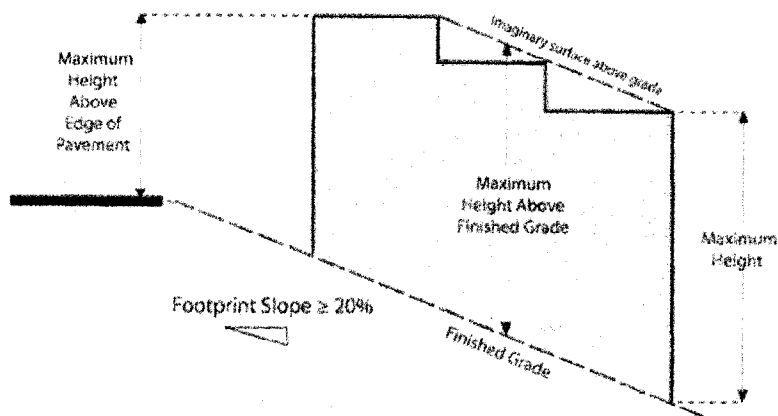 Maximum
Height
Above
Edge of
Pavement
Imaginary surface above grade
Maximum
Height Above
Finished Grade
Maximum
Height
Footprint Slope ≥ 20%
Finished Grade